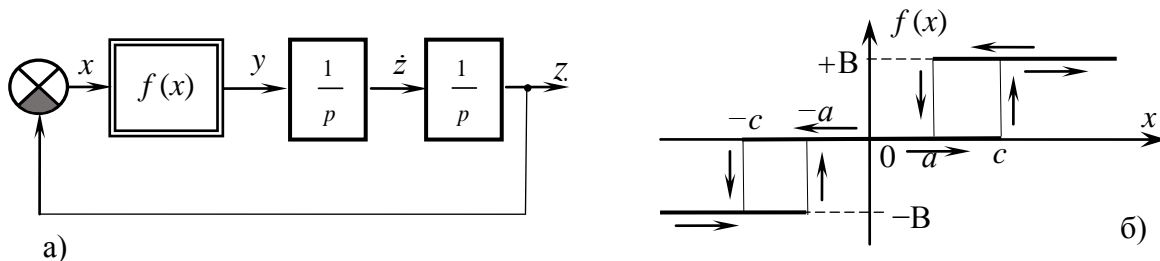 x
f(x)
y
1
p
ż
1
p
z.
а)
f(x)
+B
−c
−a
0
a
c
x
−B
б)